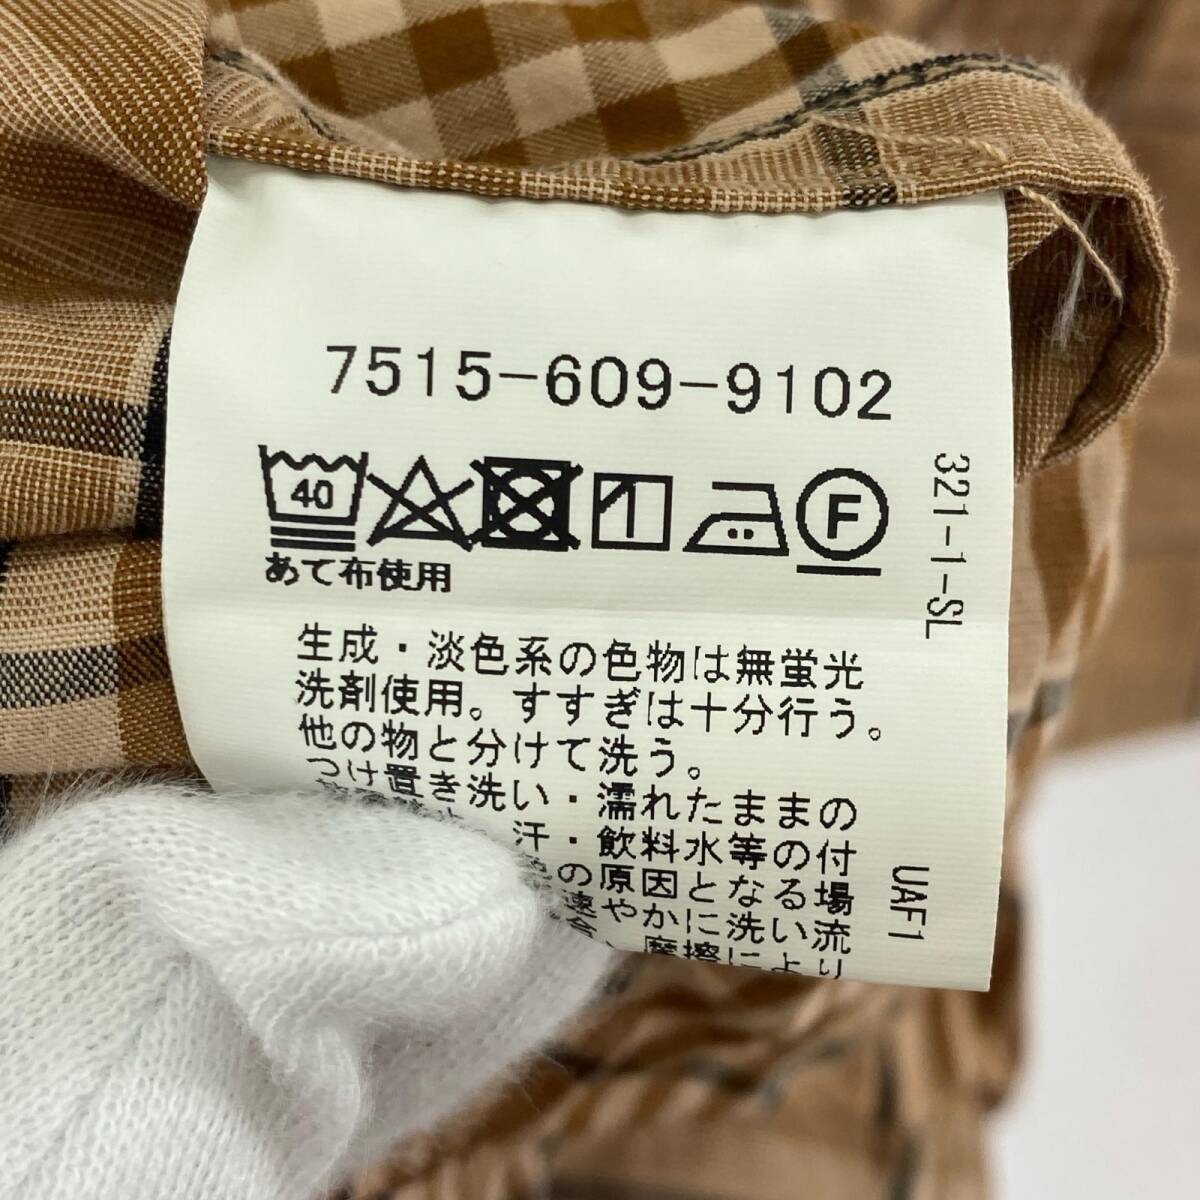 7515-609-9102
40
F
あて布使用
生成・淡色系の色物は無蛍光
洗剤使用。すすぎは十分行う。
他の物と分けて洗う。
つけ置き洗い・濡れたままの
汗・飲料水等の付
の原因となる場
速やかに洗い流
摩擦により
321-1-SL
UAF1